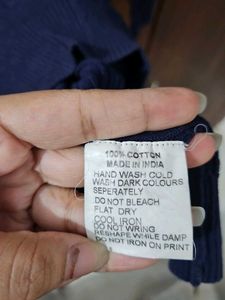 100% COTTON
MADE IN INDIA
HAND WASH COLD
WASH DARK COLOURS
SEPERATELY
DO NOT BLEACH
FLAT DRY
COOL IRON
DO NOT WRING
RESHAPE WHILE DAMP
DO NOT IRON ON PRINT